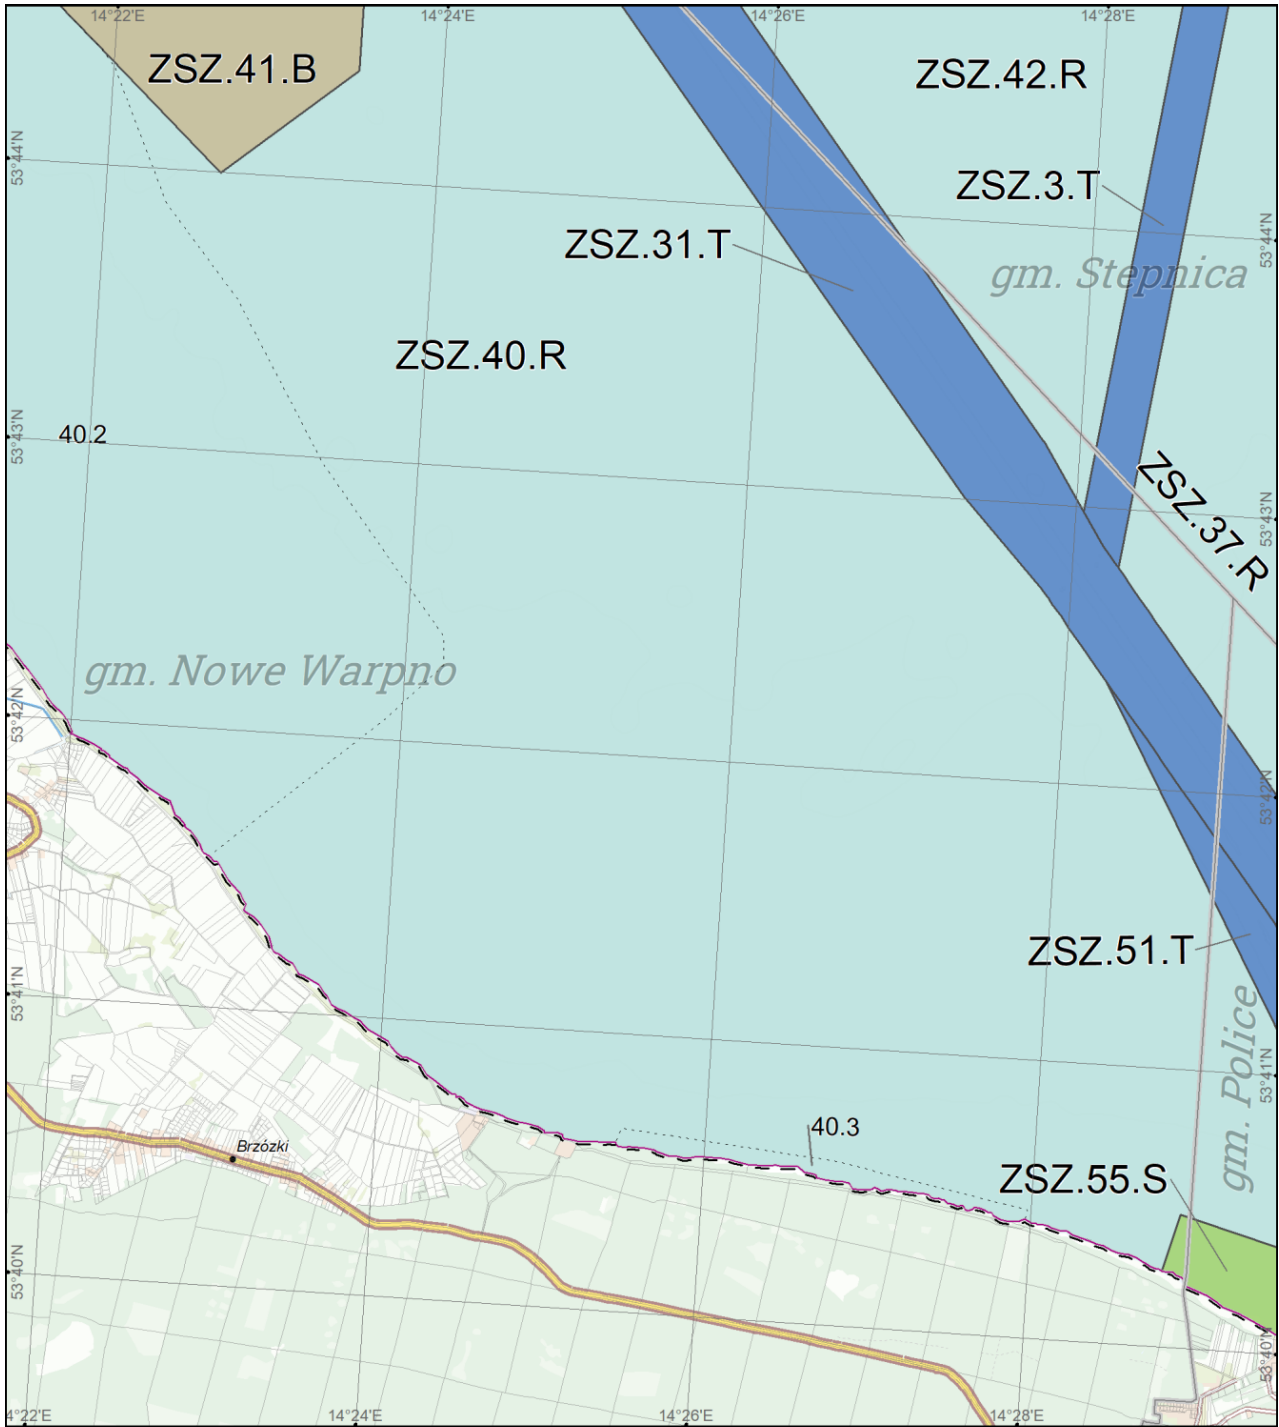 14°22'E
14°24'E
14°26'E
14°28'E
ZSZ.41.B
ZSZ.42.R
53°44'N
ZSZ.3.T
ZSZ.31.T
53°44'N
gm. Stepnica
ZSZ.40.R
53°43'N
40.2
ZSZ.37.R
53°43'N
gm. Nowe Warpno
53°42'N
53°42'N
ZSZ.51.T
53°41'N
gm. Police
53°41'N
40.3
Brzózki
ZSZ.55.S
53°40'N
53°40'N
4°22'E
14°24'E
14°26'E
14°28'E